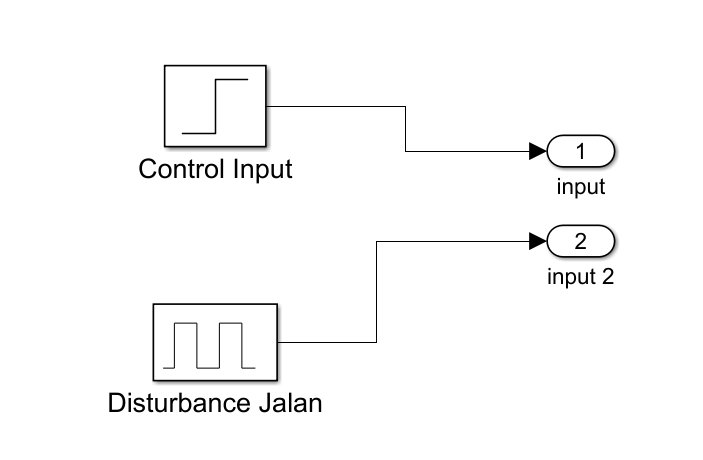 Control Input
1
input
2
input 2
Disturbance Jalan